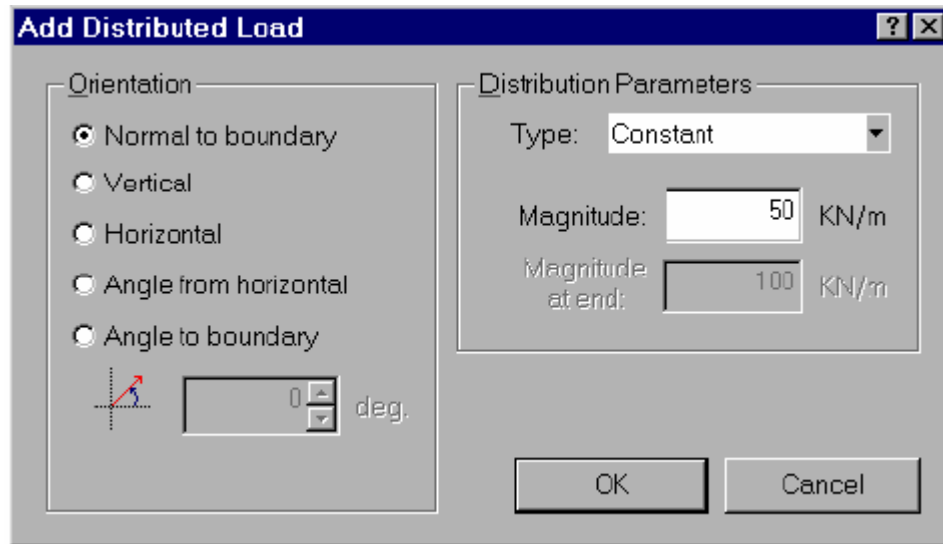 Add Distributed Load
Orientation
Normal to boundary
Vertical
Horizontal
Angle from horizontal
Angle to boundary
0 deg.
Distribution Parameters
Type: Constant
Magnitude: 50 KN/m
Magnitude
at end: 100 KN/m
OK Cancel